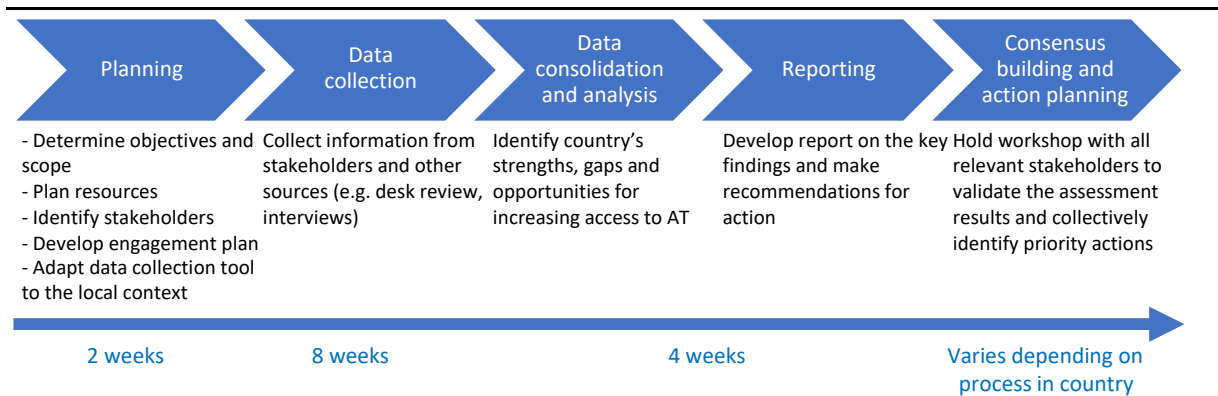 Planning
Data
collection
Data
consolidation
and analysis
Reporting
Consensus
building and
action planning
- Determine objectives and
scope
- Plan resources
- Identify stakeholders
- Develop engagement plan
- Adapt data collection tool
to the local context
Collect information from
stakeholders and other
sources (e.g. desk review,
interviews)
Identify country’s
strengths, gaps and
opportunities for
increasing access to AT
Develop report on the key
findings and make
recommendations for
action
Hold workshop with all
relevant stakeholders to
validate the assessment
results and collectively
identify priority actions
2 weeks
8 weeks
4 weeks
Varies depending on
process in country